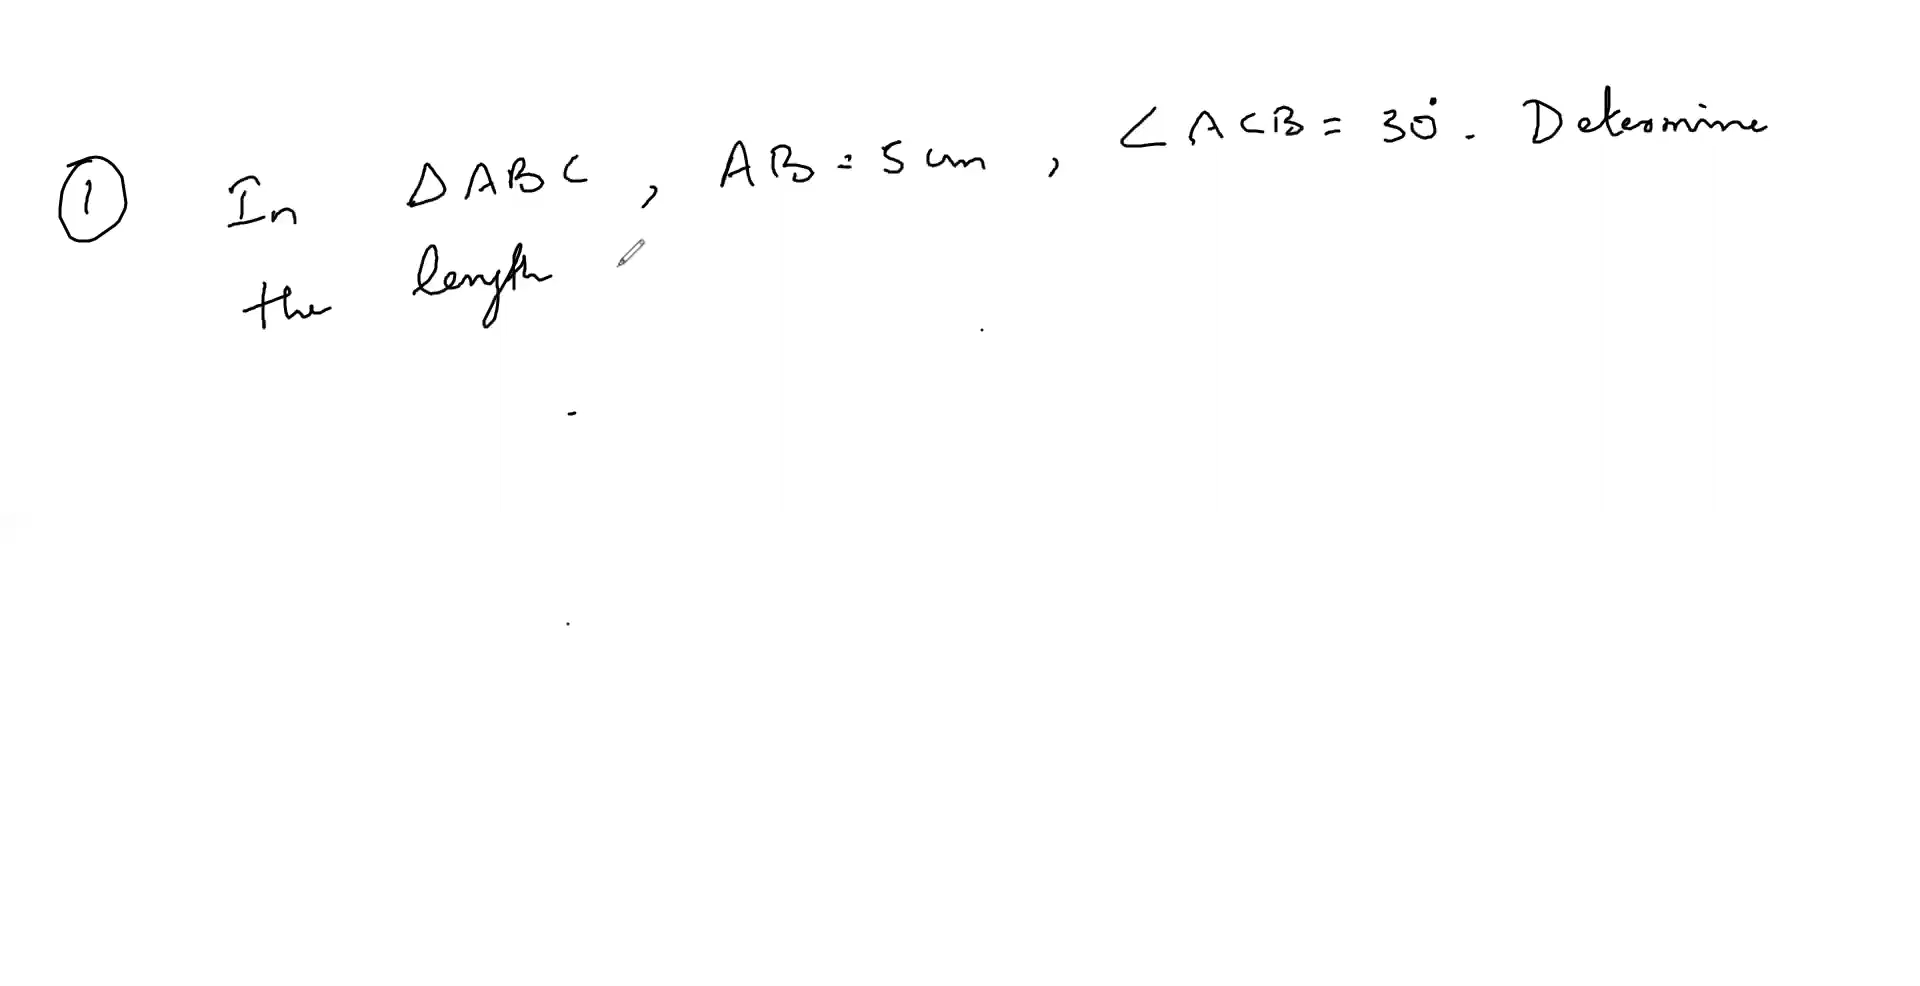 ① In ΔABC, AB = 5 cm, ∠ACB = 30°. Determine
the length